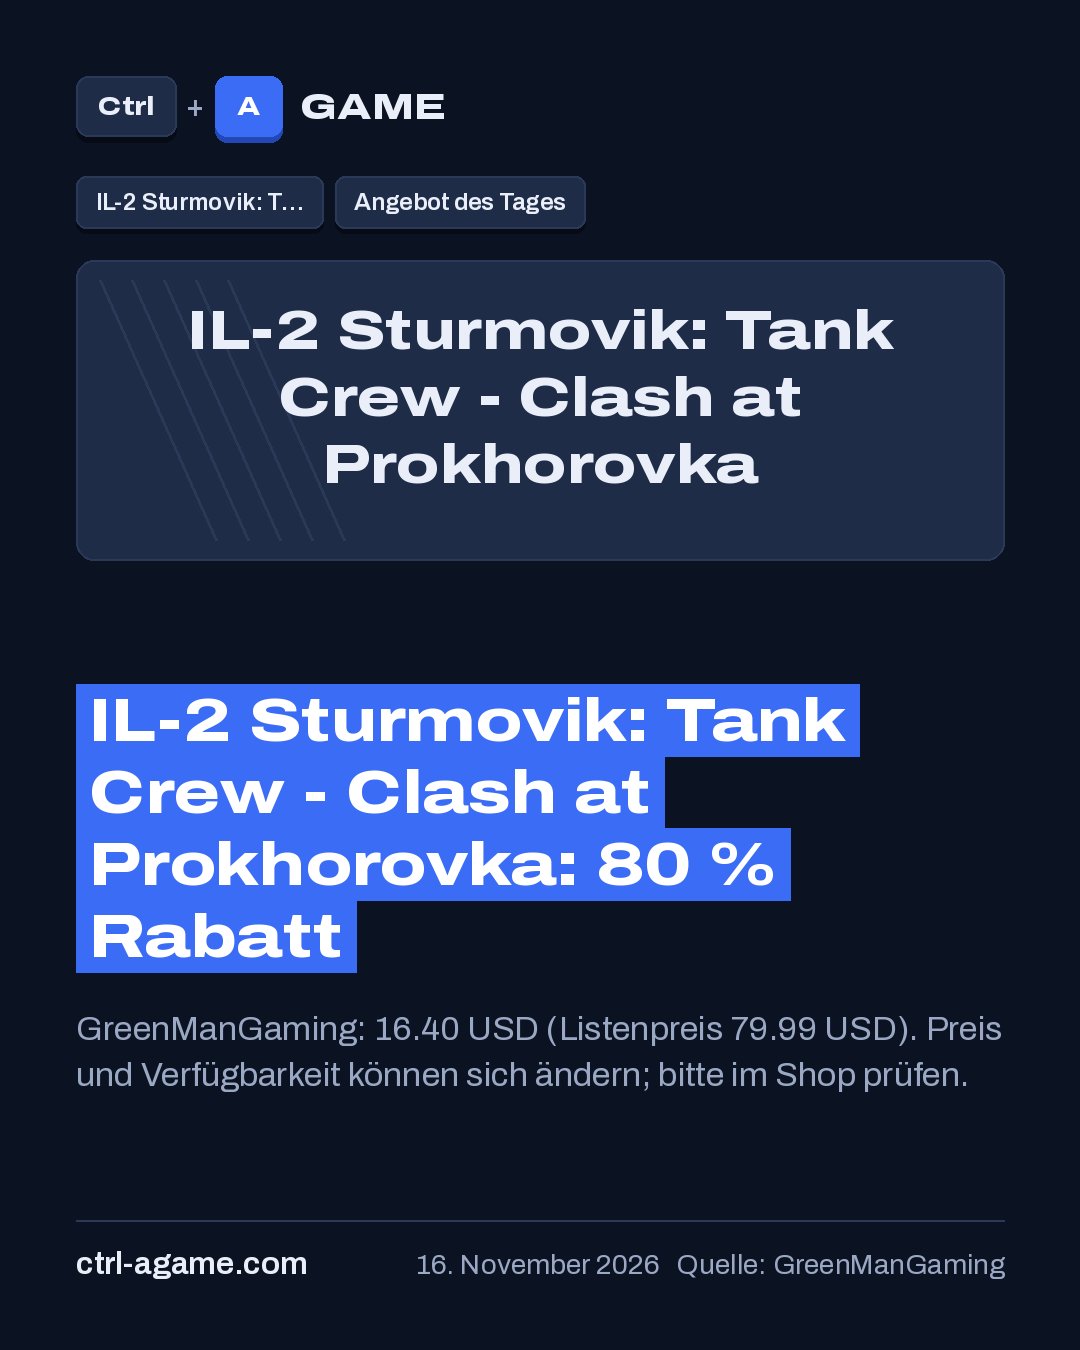 Ctrl + A GAME
IL-2 Sturmovik: T… Angebot des Tages
IL-2 Sturmovik: Tank
Crew - Clash at
Prokhorovka
IL-2 Sturmovik: Tank
Crew - Clash at
Prokhorovka: 80 %
Rabatt
GreenManGaming: 16.40 USD (Listenpreis 79.99 USD). Preis
und Verfügbarkeit können sich ändern; bitte im Shop prüfen.
ctrl-agame.com 16. November 2026 Quelle: GreenManGaming